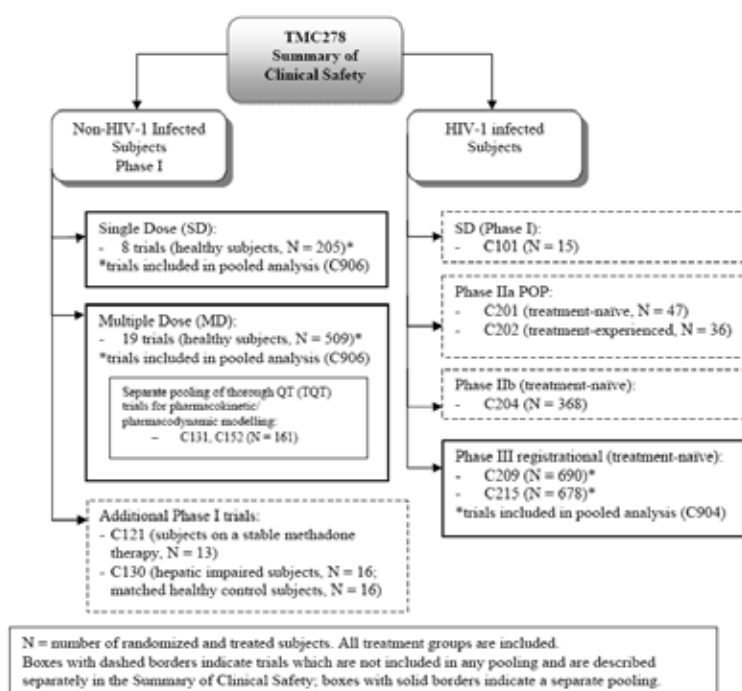 TMC278
Summary of
Clinical Safety
Non-HIV-1 Infected
Subjects
Phase I
HIV-1 infected
Subjects
Single Dose (SD):
- 8 trials (healthy subjects, N = 205)*
*trials included in pooled analysis (C906)
Multiple Dose (MD):
- 19 trials (healthy subjects, N = 509)*
*trials included in pooled analysis (C906)
Separate pooling of thorough QT (TQT)
trials for pharmacokinetic/
pharmacodynamic modelling:
– C131, C152 (N = 161)
Additional Phase I trials:
- C121 (subjects on a stable methadone
therapy, N = 13)
- C130 (hepatic impaired subjects, N = 16;
matched healthy control subjects, N = 16)
SD (Phase I):
- C101 (N = 15)
Phase IIa POP:
- C201 (treatment-naïve, N = 47)
- C202 (treatment-experienced, N = 36)
Phase IIb (treatment-naïve):
- C204 (N = 368)
Phase III registrational (treatment-naïve):
- C209 (N = 690)*
- C215 (N = 678)*
*trials included in pooled analysis (C904)
N = number of randomized and treated subjects. All treatment groups are included.
Boxes with dashed borders indicate trials which are not included in any pooling and are described
separately in the Summary of Clinical Safety; boxes with solid borders indicate a separate pooling.